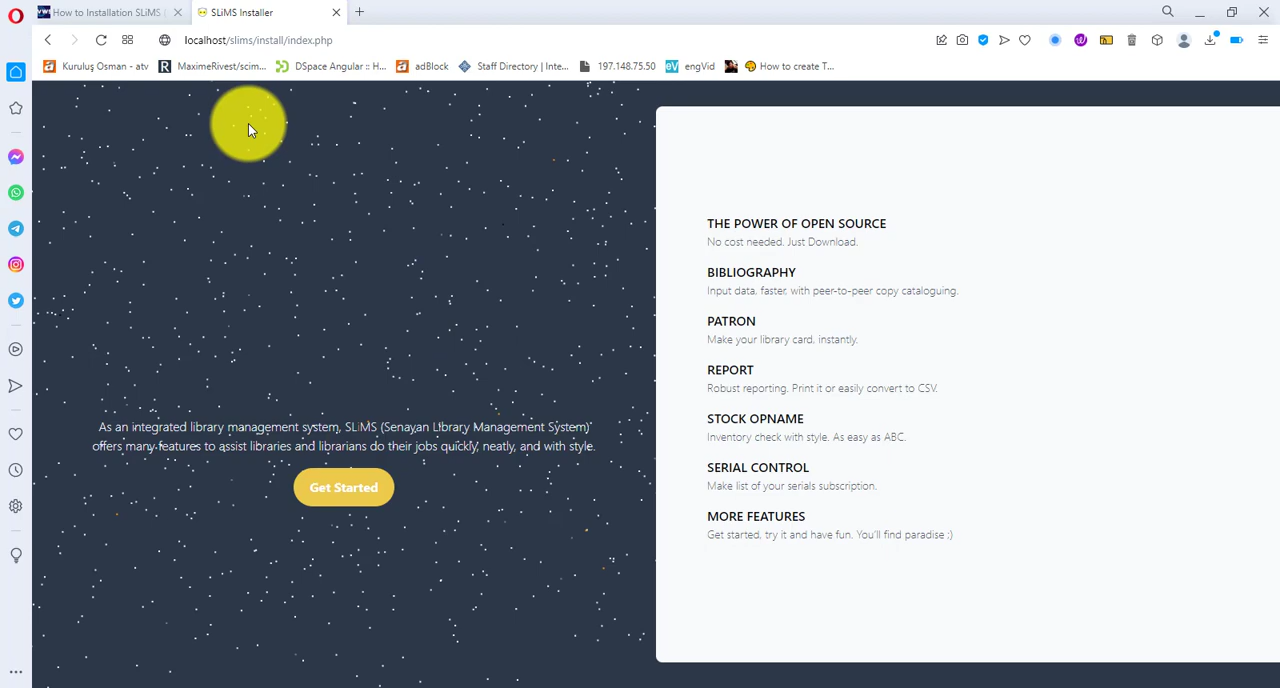 How to Installation SLiMS
SLiMS Installer
localhost/slims/install/index.php
Kuruluş Osman - atv
MaximeRivest/scim...
DSpace Angular :: H...
adBlock
Staff Directory | Inte...
197.148.75.50
engVid
How to create T...
As an integrated library management system, SLiMS (Senayan Library Management System)
offers many features to assist libraries and librarians do their jobs quickly, neatly, and with style.
Get Started
THE POWER OF OPEN SOURCE
No cost needed. Just Download.
BIBLIOGRAPHY
Input data, faster, with peer-to-peer copy cataloguing.
PATRON
Make your library card, instantly.
REPORT
Robust reporting. Print it or easily convert to CSV.
STOCK OPNAME
Inventory check with style. As easy as ABC.
SERIAL CONTROL
Make list of your serials subscription.
MORE FEATURES
Get started, try it and have fun. You'll find paradise :)